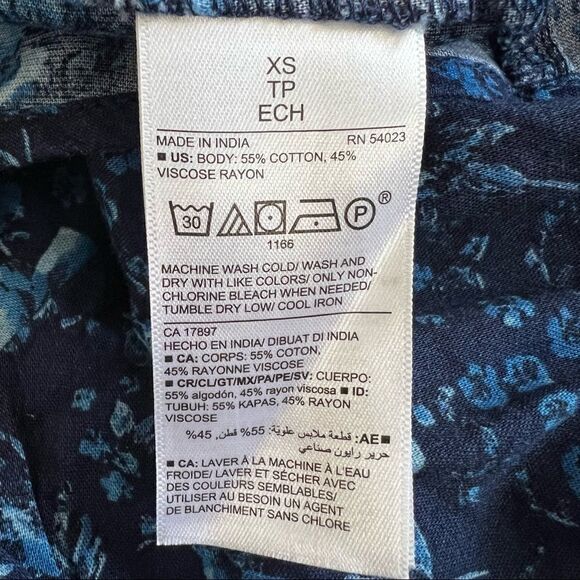 XS
TP
ECH
MADE IN INDIA RN 54023
■ US: BODY: 55% COTTON, 45%
VISCOSE RAYON
30 P ®
1166
MACHINE WASH COLD/ WASH AND
DRY WITH LIKE COLORS/ ONLY NON-
CHLORINE BLEACH WHEN NEEDED/
TUMBLE DRY LOW/ COOL IRON
CA 17897
HECHO EN INDIA/ DIBUAT DI INDIA
■ CA: CORPS: 55% COTON,
45% RAYONNE VISCOSE
■ CR/CL/GT/MX/PA/PE/SV: CUERPO:
55% algodón, 45% rayon viscosa ■ ID:
TUBUH: 55% KAPAS, 45% RAYON
VISCOSE
■ AE: قطعة ملابس علوية: 55% قطن, 45%
حرير رايون صناعي
■ CA: LAVER À LA MACHINE À L'EAU
FROIDE/ LAVER ET SÉCHER AVEC
DES COULEURS SEMBLABLES/
UTILISER AU BESOIN UN AGENT
DE BLANCHIMENT SANS CHLORE